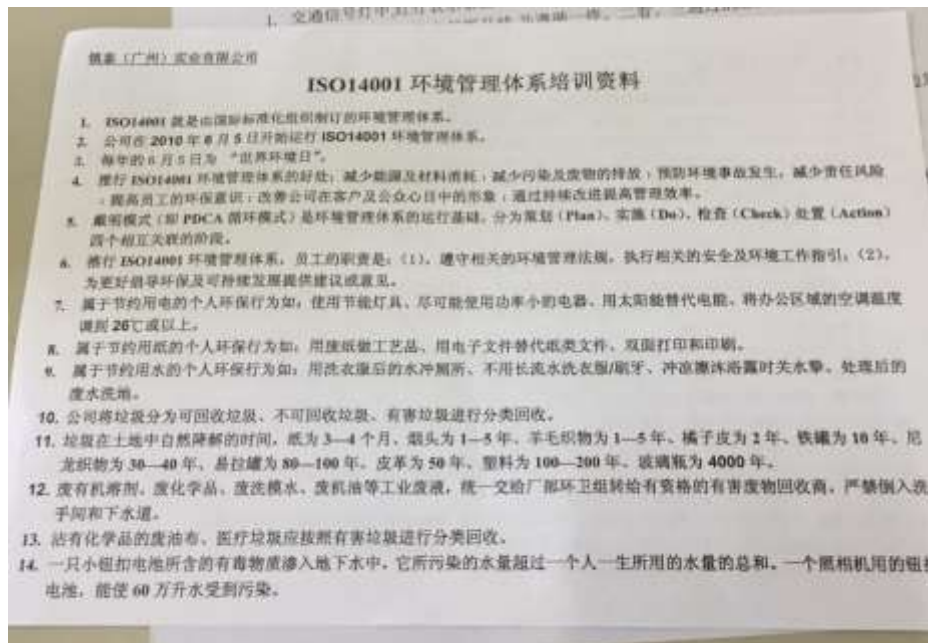 1. 交通信号灯中
（广州）实业有限公司
ISO14001 环境管理体系培训资料
1. ISO14001 就是由国际标准化组织制订的环境管理体系。
2. 公司在 2010 年 6 月 5 日开始运行 ISO14001 环境管理体系。
3. 每年的 6 月 5 日为 “世界环境日”。
4. 推行 ISO14001 环境管理体系的好处：减少能源及材料消耗；减少污染及废物的排放；预防环境事故发生，减少责任风险
；提高员工的环保意识；改善公司在客户及公众心目中的形象；通过持续改进提高管理效率。
5. 戴明模式（即 PDCA 循环模式）是环境管理体系的运行基础，分为策划（Plan）、实施（Do）、检查（Check）处置（Action）
四个相互关联的阶段。
6. 推行 ISO14001 环境管理体系，员工的职责是：（1），遵守相关的环境管理法规，执行相关的安全及环境工作指引；（2），
为更好倡导环保及可持续发展提供建议或意见。
7. 属于节约用电的个人环保行为如：使用节能灯具、尽可能使用功率小的电器、用太阳能替代电能、将办公区域的空调温度
调到 26℃或以上。
8. 属于节约用纸的个人环保行为如：用废纸做工艺品、用电子文件替代纸类文件、双面打印和印刷。
9. 属于节约用水的个人环保行为如：用洗衣服后的水冲厕所、不用长流水洗衣服/刷牙、冲凉擦沐浴露时关水擎、处理后的
废水洗地。
10. 公司将垃圾分为可回收垃圾、不可回收垃圾、有害垃圾进行分类回收。
11. 垃圾在土地中自然降解的时间，纸为 3—4 个月、烟头为 1—5 年、羊毛织物为 1—5 年、橘子皮为 2 年、铁罐为 10 年、尼
龙织物为 30—40 年、易拉罐为 80—100 年、皮革为 50 年、塑料为 100—200 年、玻璃瓶为 4000 年。
12. 废有机溶剂、废化学品、废洗模水、废机油等工业废液，统一交给厂部环卫组转给有资格的有害废物回收商，严禁倒入洗
手间和下水道。
13. 沾有化学品的废油布、医疗垃圾应按照有害垃圾进行分类回收。
14. 一只小钮扣电池所含的有毒物质渗入地下水中，它所污染的水量超过一个人一生所用的水量的总和。一个照相机用的钮
电池，能使 60 万升水受到污染。